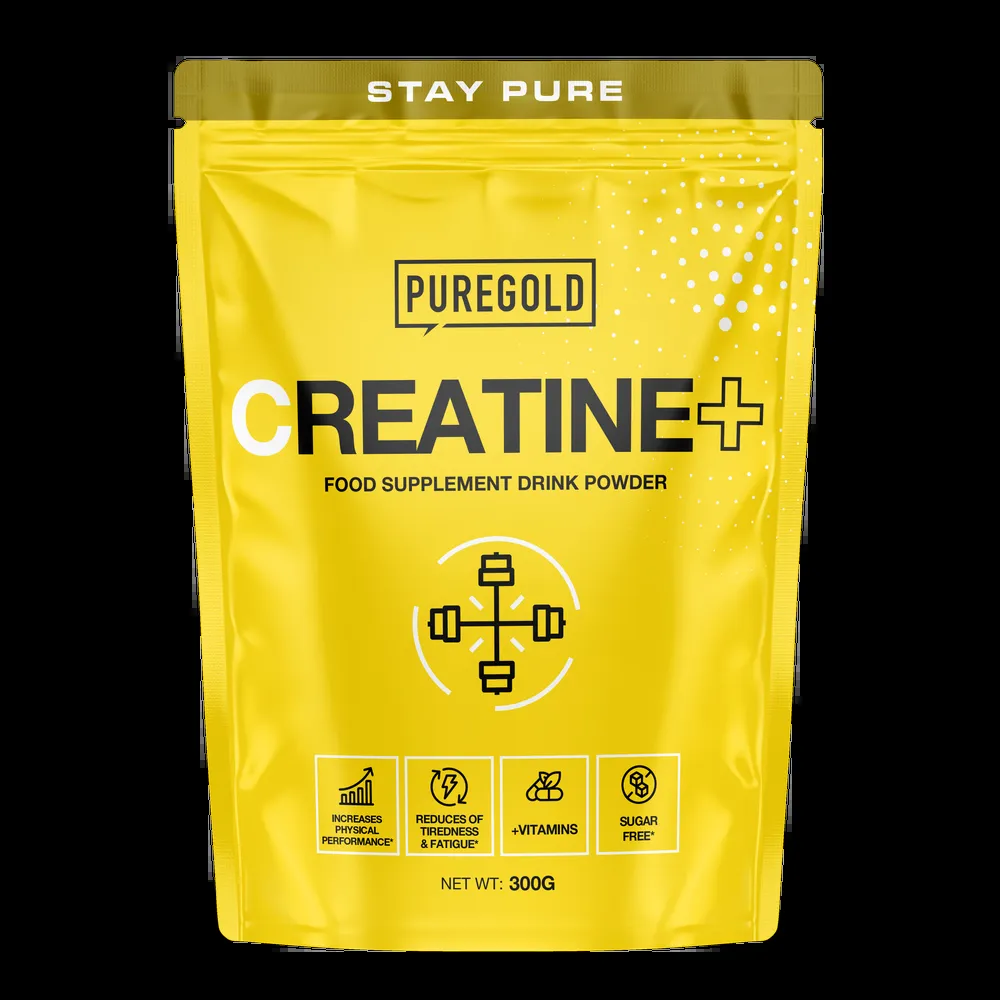 STAY PURE
PUREGOLD
CREATINE+
FOOD SUPPLEMENT DRINK POWDER
INCREASES
PHYSICAL
PERFORMANCE*
REDUCES OF
TIREDNESS
& FATIGUE*
+VITAMINS
SUGAR
FREE*
NET WT: 300G